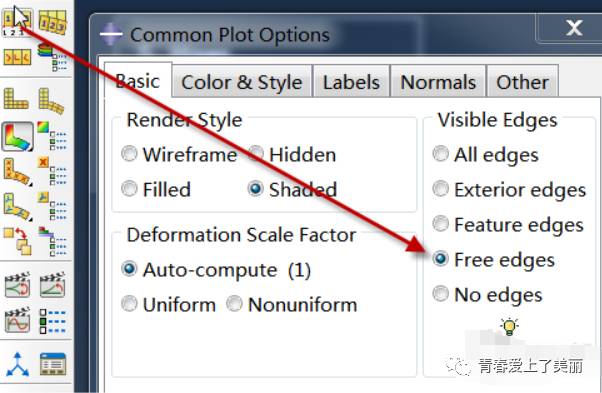 Common Plot Options
X
Basic
Color & Style
Labels
Normals
Other
Render Style
Wireframe
Hidden
Filled
Shaded
Deformation Scale Factor
Auto-compute (1)
Uniform
Nonuniform
Visible Edges
All edges
Exterior edges
Feature edges
Free edges
No edges
青春爱上了美丽